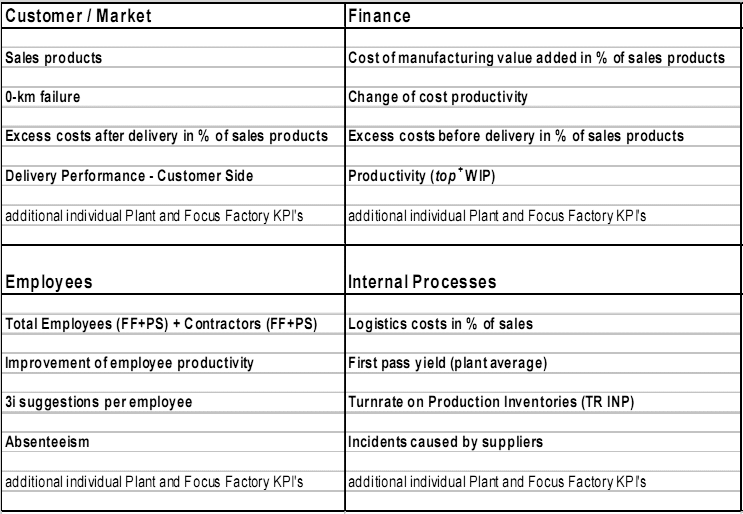 Customer / Market
Finance
Sales products
Cost of manufacturing value added in % of sales products
0-km failure
Change of cost productivity
Excess costs after delivery in % of sales products
Excess costs before delivery in % of sales products
Delivery Performance - Customer Side
Productivity (top+ WIP)
additional individual Plant and Focus Factory KPI's
additional individual Plant and Focus Factory KPI's
Employees
Internal Processes
Total Employees (FF+PS) + Contractors (FF+PS)
Logistics costs in % of sales
Improvement of employee productivity
First pass yield (plant average)
3i suggestions per employee
Turnrate on Production Inventories (TR INP)
Absenteeism
Incidents caused by suppliers
additional individual Plant and Focus Factory KPI's
additional individual Plant and Focus Factory KPI's